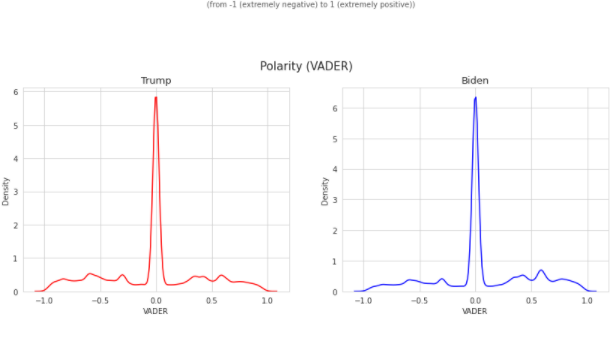 (from -1 (extremely negative) to 1 (extremely positive))
Polarity (VADER)
Trump
Biden
6
5
4
3
2
1
0
Density
−1.0 −0.5 0.0 0.5 1.0
VADER
6
5
4
3
2
1
0
Density
−1.0 −0.5 0.0 0.5 1.0
VADER